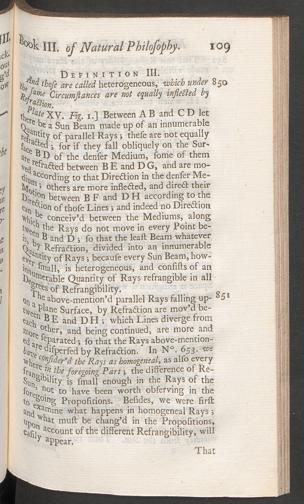 Book III. of Natural Philosophy. 109
DEFINITION III.
And those are called heterogeneous, which under 850
the same Circumstances are not equally inflected by
Refraction.
Plate XV. Fig. 1.] Between AB and CD let
there be a Sun Beam made up of an innumerable
Quantity of parallel Rays; these are not equally
refracted; for if they fall obliquely on the Sur-
face BD of the denser Medium, some of them
are refracted between BE and DG, and are mo-
ved according to that Direction in the denser Me-
dium; others are more inflected, and direct their
Motion between BF and DH according to the
Direction of those Lines; and indeed no Direction
can be conceiv'd between the Mediums, along
which the Rays do not move in every Point be-
tween B and D; so that the least Beam whatever
is, by Refraction, divided into an innumerable
Quantity of Rays; because every Sun Beam, how-
ever small, is heterogeneous, and consists of an
innumerable Quantity of Rays refrangible in all
Degrees of Refrangibility.
The above-mention'd parallel Rays falling up- 851
on a plane Surface, by Refraction are mov'd be-
tween BE and DH; which Lines diverge from
each other, and being continued, are more and
more separated; so that the Rays above-mention-
ed are dispersed by Refraction. In N°. 653. we
have consider'd the Rays as homogeneal, as also every
where in the foregoing Part; the difference of Re-
frangibility, is small enough in the Rays of the
Sun, not to have been worth observing in the
foregoing Propositions. Besides, we were first
to examine what happens in homogeneal Rays;
and what must be chang'd in the Propositions,
upon account of the different Refrangibility, will
easily appear.
That